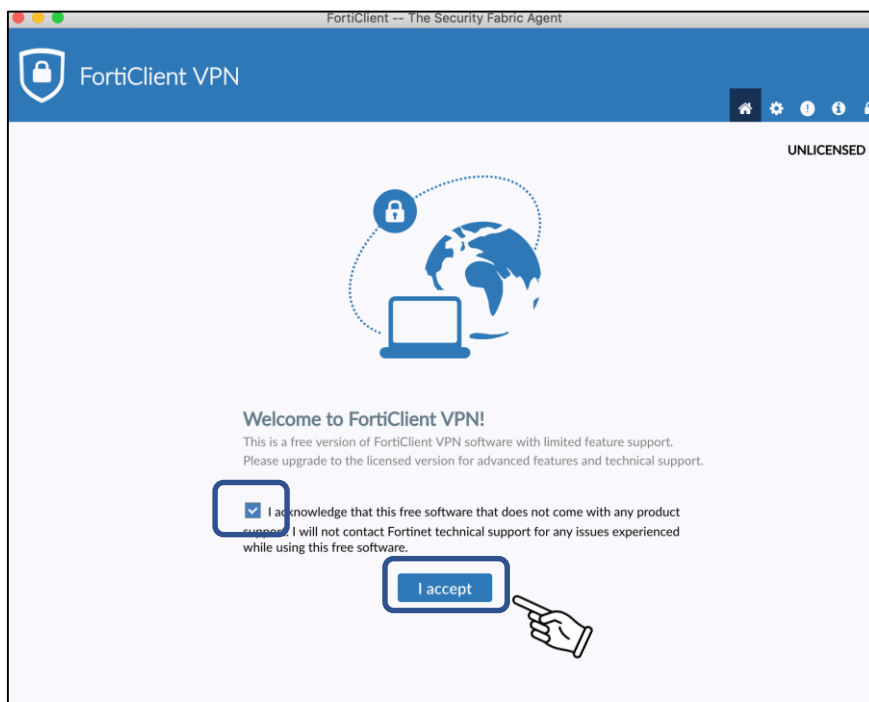 FortiClient -- The Security Fabric Agent
FortiClient VPN
UNLICENSED
Welcome to FortiClient VPN!
This is a free version of FortiClient VPN software with limited feature support.
Please upgrade to the licensed version for advanced features and technical support.
I acknowledge that this free software that does not come with any product
support. I will not contact Fortinet technical support for any issues experienced
while using this free software.
I accept